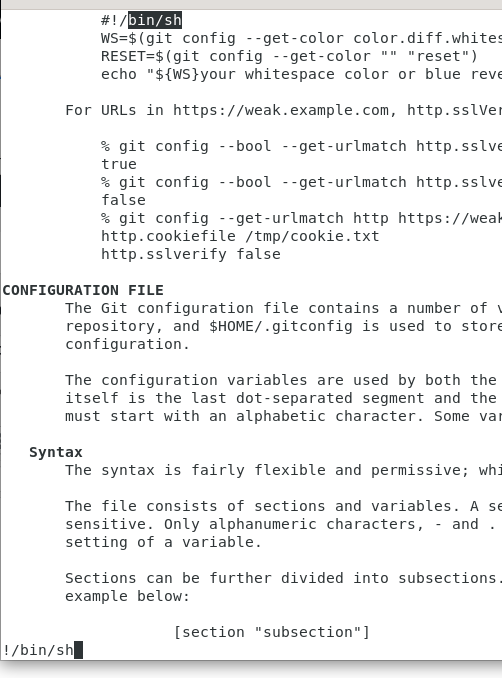 #!/bin/sh
WS=$(git config --get-color color.diff.whites
RESET=$(git config --get-color "" "reset")
echo "${WS}your whitespace color or blue reve
For URLs in https://weak.example.com, http.sslVer
% git config --bool --get-urlmatch http.sslve
true
% git config --bool --get-urlmatch http.sslve
false
% git config --get-urlmatch http https://weak
http.cookiefile /tmp/cookie.txt
http.sslverify false
CONFIGURATION FILE
The Git configuration file contains a number of v
repository, and $HOME/.gitconfig is used to store
configuration.
The configuration variables are used by both the
itself is the last dot-separated segment and the
must start with an alphabetic character. Some var
Syntax
The syntax is fairly flexible and permissive; whi
The file consists of sections and variables. A se
sensitive. Only alphanumeric characters, - and .
setting of a variable.
Sections can be further divided into subsections.
example below:
[section "subsection"]
!/bin/sh